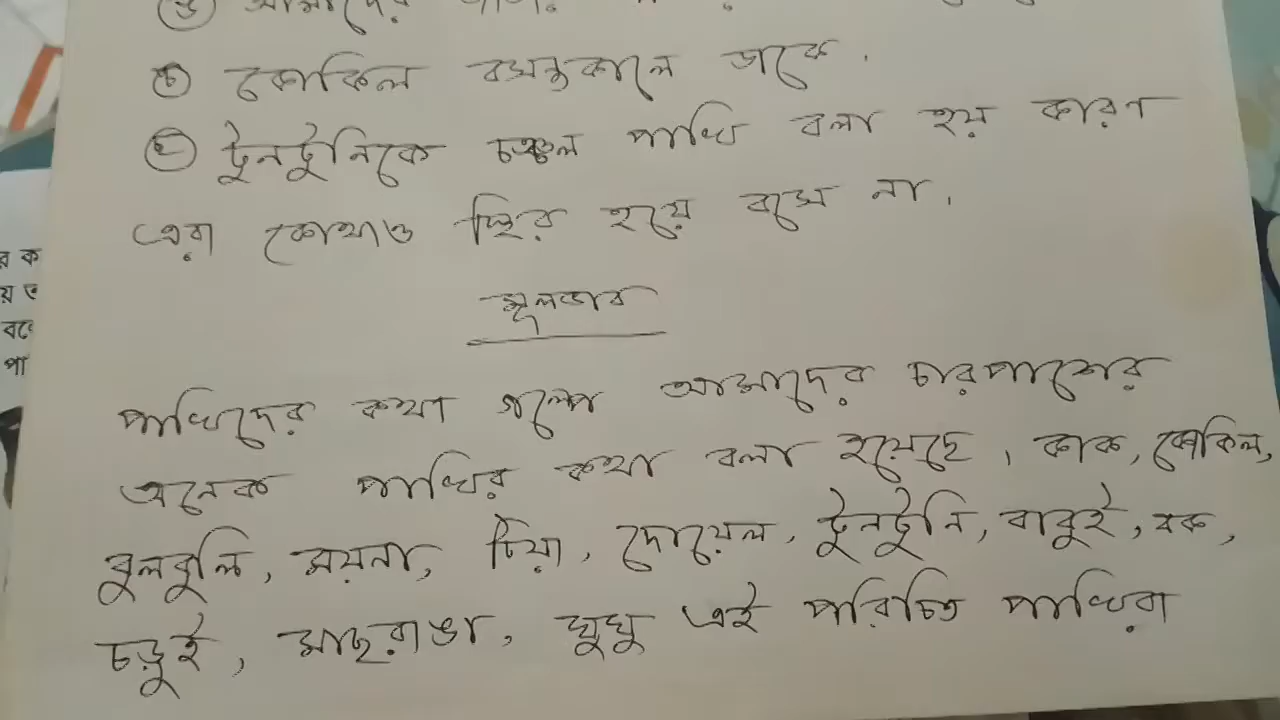 ⓑ আমাদের
ⓒ কোকিল বসন্তকালে ডাকে.
ⓔ টুনটুনিকে চঞ্চল পাখি বলা হয় কারণ
এরা কোথাও স্থির হয়ে বসে না.
মূলভাব
পাখিদের কথা গল্পে আমাদের চারপাশের
অনেক পাখির কথা বলা হয়েছে, কাক, কোকিল,
বুলবুলি, ময়না, টিয়া, দোয়েল, টুনটুনি, বাবুই, বক,
চড়ুই, মাছরাঙা, ঘুঘু এই পরিচিত পাখিরা
র ক
য় ত
পা